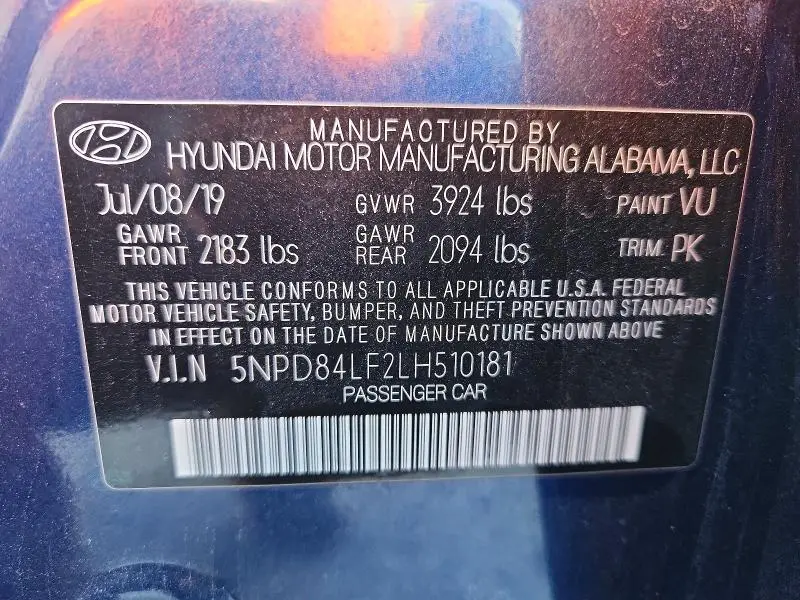 MANUFACTURED BY
HYUNDAI MOTOR MANUFACTURING ALABAMA, LLC
Jul/08/19 GVWR 3924 lbs PAINT VU
GAWR FRONT 2183 lbs GAWR REAR 2094 lbs TRIM PK
THIS VEHICLE CONFORMS TO ALL APPLICABLE U.S.A. FEDERAL
MOTOR VEHICLE SAFETY, BUMPER, AND THEFT PREVENTION STANDARDS
IN EFFECT ON THE DATE OF MANUFACTURE SHOWN ABOVE
V.I.N 5NPD84LF2LH510181
PASSENGER CAR